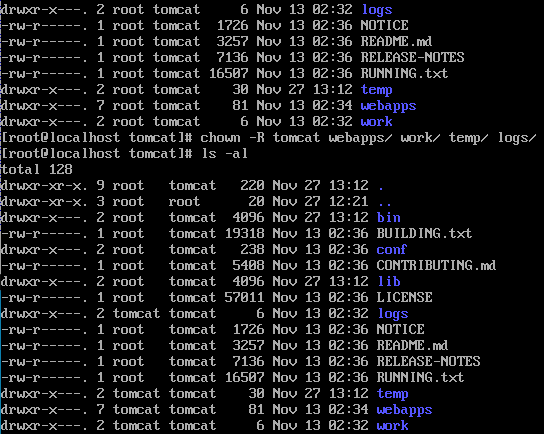 drwxr-x---. 2 root tomcat     6 Nov 13 02:32 logs
-rw-r-----. 1 root tomcat  1726 Nov 13 02:36 NOTICE
-rw-r-----. 1 root tomcat  3257 Nov 13 02:36 README.md
-rw-r-----. 1 root tomcat  7136 Nov 13 02:36 RELEASE-NOTES
-rw-r-----. 1 root tomcat 16507 Nov 13 02:36 RUNNING.txt
drwxr-x---. 2 root tomcat    30 Nov 27 13:12 temp
drwxr-x---. 7 root tomcat    81 Nov 13 02:34 webapps
drwxr-x---. 2 root tomcat     6 Nov 13 02:32 work
[root@localhost tomcat]# chown -R tomcat webapps/ work/ temp/ logs/
[root@localhost tomcat]# ls -al
total 128
drwxr-xr-x. 9 root   tomcat   220 Nov 27 13:12 .
drwxr-xr-x. 3 root   root      20 Nov 27 12:21 ..
drwxr-x---. 2 root   tomcat  4096 Nov 27 13:12 bin
-rw-r-----. 1 root   tomcat 19318 Nov 13 02:36 BUILDING.txt
drwxr-x---. 2 root   tomcat   238 Nov 13 02:36 conf
-rw-r-----. 1 root   tomcat  5408 Nov 13 02:36 CONTRIBUTING.md
drwxr-x---. 2 root   tomcat  4096 Nov 27 13:12 lib
-rw-r-----. 1 root   tomcat 57011 Nov 13 02:36 LICENSE
drwxr-x---. 2 tomcat tomcat     6 Nov 13 02:32 logs
-rw-r-----. 1 root   tomcat  1726 Nov 13 02:36 NOTICE
-rw-r-----. 1 root   tomcat  3257 Nov 13 02:36 README.md
-rw-r-----. 1 root   tomcat  7136 Nov 13 02:36 RELEASE-NOTES
-rw-r-----. 1 root   tomcat 16507 Nov 13 02:36 RUNNING.txt
drwxr-x---. 2 tomcat tomcat    30 Nov 27 13:12 temp
drwxr-x---. 7 tomcat tomcat    81 Nov 13 02:34 webapps
drwxr-x---. 2 tomcat tomcat     6 Nov 13 02:32 work